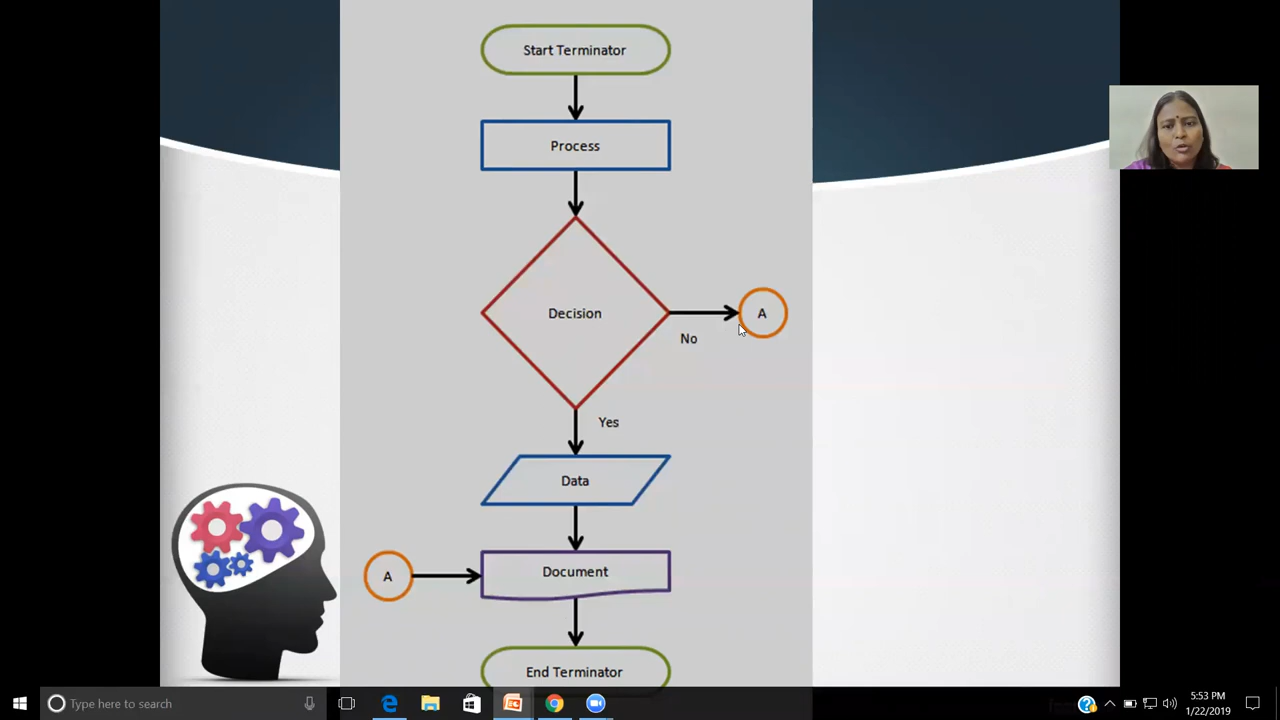 Start Terminator
Process
Decision
A
No
Yes
Data
A
Document
End Terminator
Type here to search
5:53 PM
1/22/2019